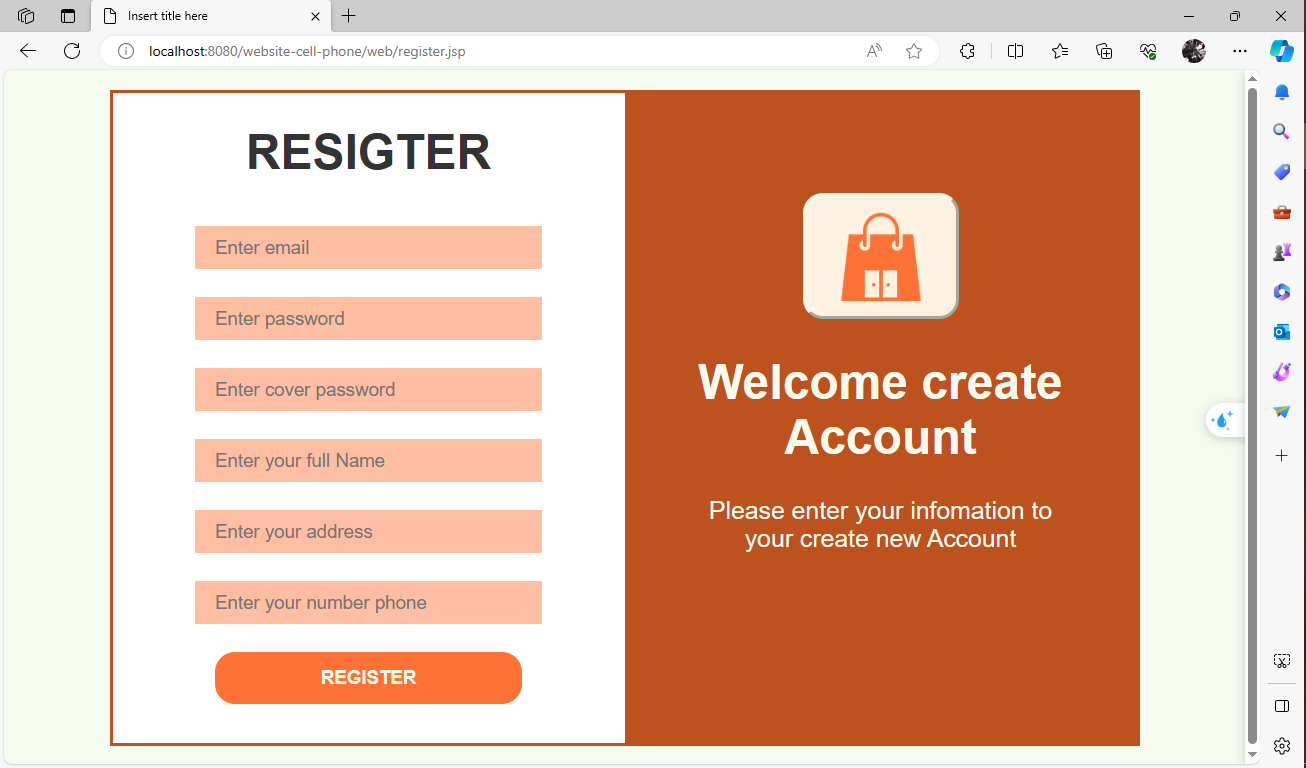 Insert title here
localhost:8080/website-cell-phone/web/register.jsp
RESIGTER
Enter email
Enter password
Enter cover password
Enter your full Name
Enter your address
Enter your number phone
REGISTER
Welcome create
Account
Please enter your infomation to
your create new Account